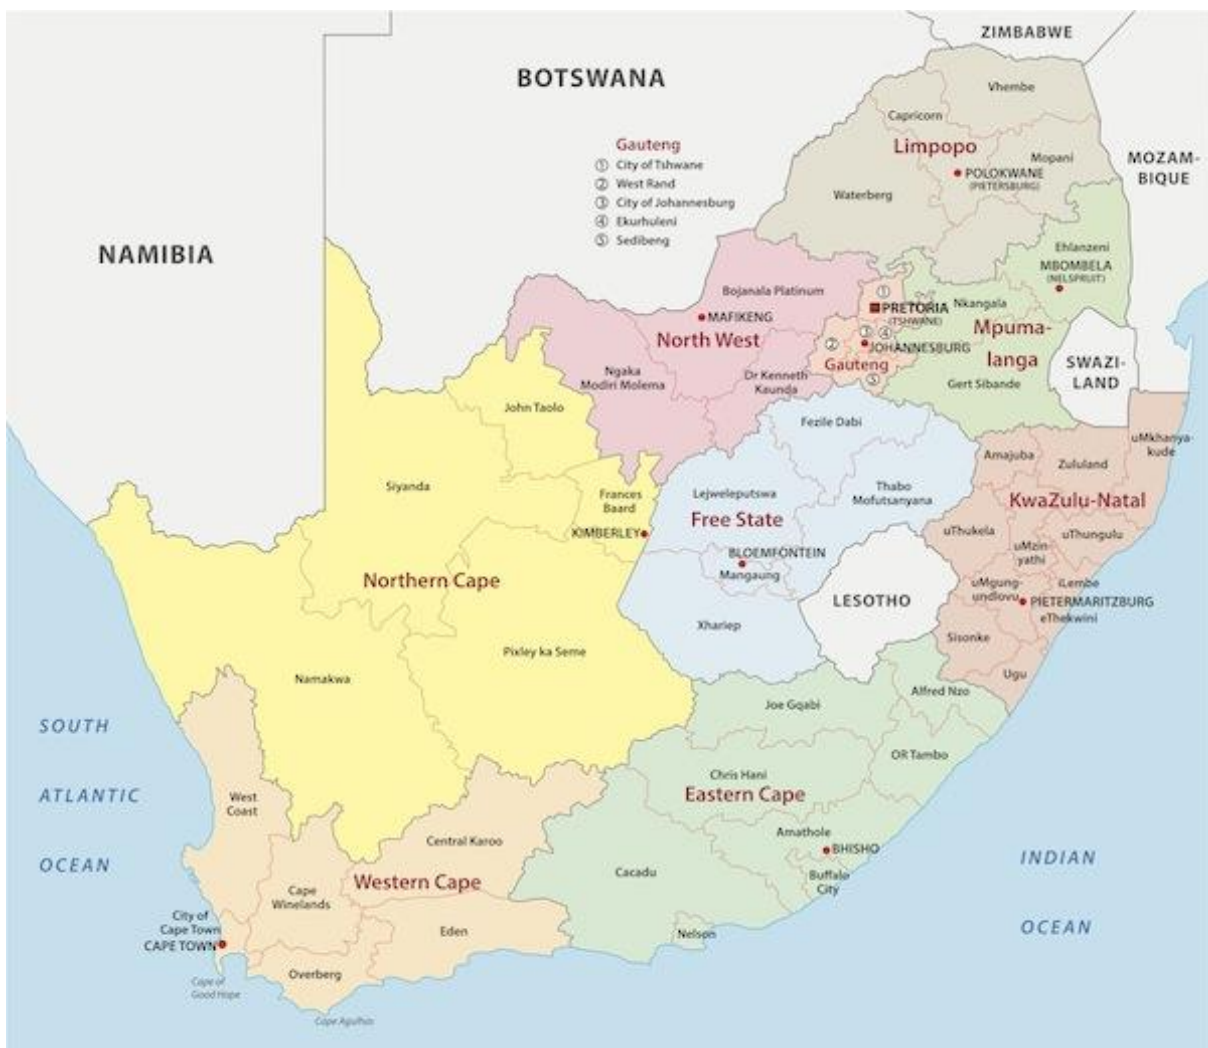 ZIMBABWE
BOTSWANA
Vhembe
Capricorn
Limpopo
Mopani
MOZAM-
BIQUE
POLOKWANE
(PIETERSBURG)
Waterberg
Gauteng
① City of Tshwane
② West Rand
③ City of Johannesburg
④ Ekurhuleni
⑤ Sedibeng
NAMIBIA
Ehlanzeni
MBOMBELA
(NELSPRUIT)
Bojanala Platinum
①
Nkangala
PRETORIA
(TSHWANE)
MAFIKENG
North West
Mpuma-
langa
②
③
④
JOHANNESBURG
Gauteng
⑤
SWAZI-
LAND
Ngaka
Modiri Molema
Dr Kenneth
Kaunda
Gert Sibande
John Taolo
Fezile Dabi
uMkhanya-
kude
Amajuba
Zululand
Siyanda
Frances
Baard
Lejweleputswa
Thabo
Mofutsanyana
KwaZulu-Natal
Free State
KIMBERLEY
uThukela
uThungulu
uMzin
yathi
BLOEMFONTEIN
Mangaung
Northern Cape
uMgung-
undlovu
iLembe
LESOTHO
PIETERMARITZBURG
eThekwini
Xhariep
Sisonke
Pixley ka Seme
Ugu
Namakwa
Alfred Nzo
Joe Gqabi
SOUTH
ATLANTIC
OCEAN
OR Tambo
Chris Hani
Eastern Cape
West
Coast
Amathole
Central Karoo
BHISHO
INDIAN
OCEAN
Cacadu
Buffalo
City
Western Cape
Cape
Winelands
City of
Cape Town
CAPE TOWN
Eden
Nelson
Overberg
Cape of
Good Hope
Cape Agulhas